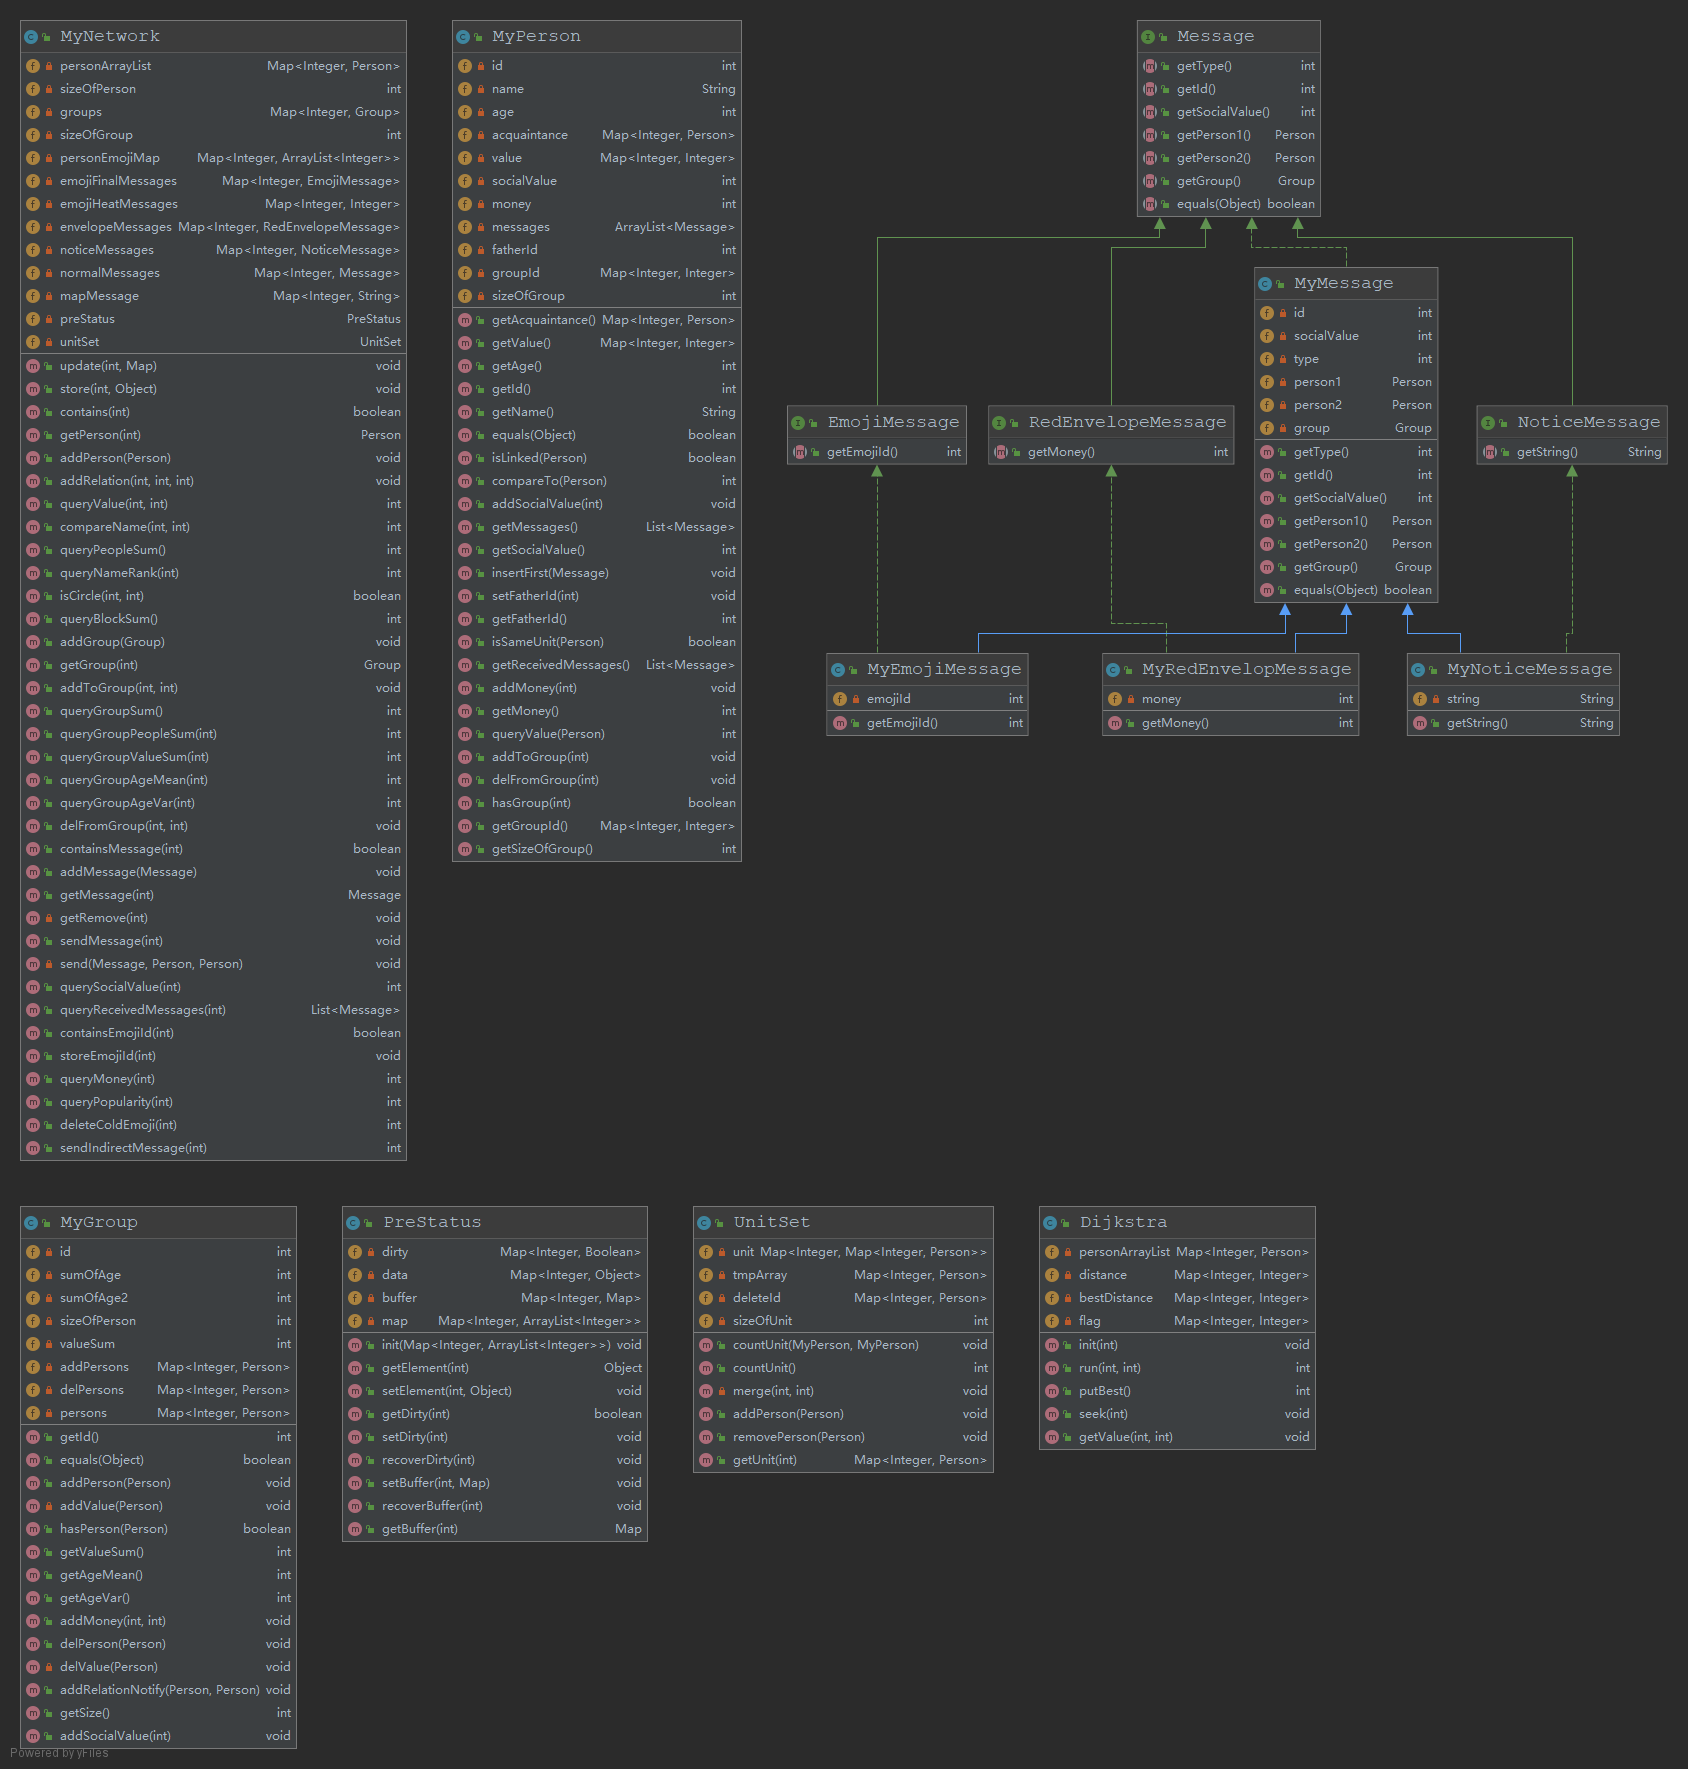 MyNetwork
personArrayList Map<Integer, Person>
sizeOfPerson int
groups Map<Integer, Group>
sizeOfGroup int
personEmojiMap Map<Integer, ArrayList<Integer>>
emojiFinalMessages Map<Integer, EmojiMessage>
emojiHeatMessages Map<Integer, Integer>
envelopeMessages Map<Integer, RedEnvelopeMessage>
noticeMessages Map<Integer, NoticeMessage>
normalMessages Map<Integer, Message>
mapMessage Map<Integer, String>
preStatus PreStatus
unitSet UnitSet
update(int, Map) void
store(int, Object) void
contains(int) boolean
getPerson(int) Person
addPerson(Person) void
addRelation(int, int, int) void
queryValue(int, int) int
compareName(int, int) int
queryPeopleSum() int
queryNameRank(int) int
isCircle(int, int) boolean
queryBlockSum() int
addGroup(Group) void
getGroup(int) Group
addToGroup(int, int) void
queryGroupSum() int
queryGroupPeopleSum(int) int
queryGroupValueSum(int) int
queryGroupAgeMean(int) int
queryGroupAgeVar(int) int
delFromGroup(int, int) void
containsMessage(int) boolean
addMessage(Message) void
getMessage(int) Message
getRemove(int) void
sendMessage(int) void
send(Message, Person, Person) void
querySocialValue(int) int
queryReceivedMessages(int) List<Message>
containsEmojiId(int) boolean
storeEmojiId(int) void
queryMoney(int) int
queryPopularity(int) int
deleteColdEmoji(int) int
sendIndirectMessage(int) int
MyPerson
id int
name String
age int
acquaintance Map<Integer, Person>
value Map<Integer, Integer>
socialValue int
money int
messages ArrayList<Message>
fatherId int
groupId Map<Integer, Integer>
sizeOfGroup int
getAcquaintance() Map<Integer, Person>
getValue() Map<Integer, Integer>
getAge() int
getId() int
getName() String
equals(Object) boolean
isLinked(Person) boolean
compareTo(Person) int
addSocialValue(int) void
getMessages() List<Message>
getSocialValue() int
insertFirst(Message) void
setFatherId(int) void
getFatherId() int
isSameUnit(Person) boolean
getReceivedMessages() List<Message>
addMoney(int) void
getMoney() int
queryValue(Person) int
addToGroup(int) void
delFromGroup(int) void
hasGroup(int) boolean
getGroupId() Map<Integer, Integer>
getSizeOfGroup() int
Message
getType() int
getId() int
getSocialValue() int
getPerson1() Person
getPerson2() Person
getGroup() Group
equals(Object) boolean
MyMessage
id int
socialValue int
type int
person1 Person
person2 Person
group Group
getType() int
getId() int
getSocialValue() int
getPerson1() Person
getPerson2() Person
getGroup() Group
equals(Object) boolean
EmojiMessage
getEmojiId() int
RedEnvelopeMessage
getMoney() int
NoticeMessage
getString() String
MyEmojiMessage
emojiId int
getEmojiId() int
MyRedEnvelopMessage
money int
getMoney() int
MyNoticeMessage
string String
getString() String
MyGroup
id int
sumOfAge int
sumOfAge2 int
sizeOfPerson int
valueSum int
addPersons Map<Integer, Person>
delPersons Map<Integer, Person>
persons Map<Integer, Person>
getId() int
equals(Object) boolean
addPerson(Person) void
addValue(Person) void
hasPerson(Person) boolean
getValueSum() int
getAgeMean() int
getAgeVar() int
addMoney(int, int) void
delPerson(Person) void
delValue(Person) void
addRelationNotify(Person, Person) void
getSize() int
addSocialValue(int) void
PreStatus
dirty Map<Integer, Boolean>
data Map<Integer, Object>
buffer Map<Integer, Map>
map Map<Integer, ArrayList<Integer>>
init(Map<Integer, ArrayList<Integer>>) void
getElement(int) Object
setElement(int, Object) void
getDirty(int) boolean
setDirty(int) void
recoverDirty(int) void
setBuffer(int, Map) void
recoverBuffer(int) void
getBuffer(int) Map
UnitSet
unit Map<Integer, Map<Integer, Person>>
tmpArray Map<Integer, Person>
deleteId Map<Integer, Person>
sizeOfUnit int
countUnit(MyPerson, MyPerson) void
countUnit() int
merge(int, int) void
addPerson(Person) void
removePerson(Person) void
getUnit(int) Map<Integer, Person>
Dijkstra
personArrayList Map<Integer, Person>
distance Map<Integer, Integer>
bestDistance Map<Integer, Integer>
flag Map<Integer, Integer>
init(int) void
run(int, int) int
putBest() int
seek(int) void
getValue(int, int) void
Powered by yFiles